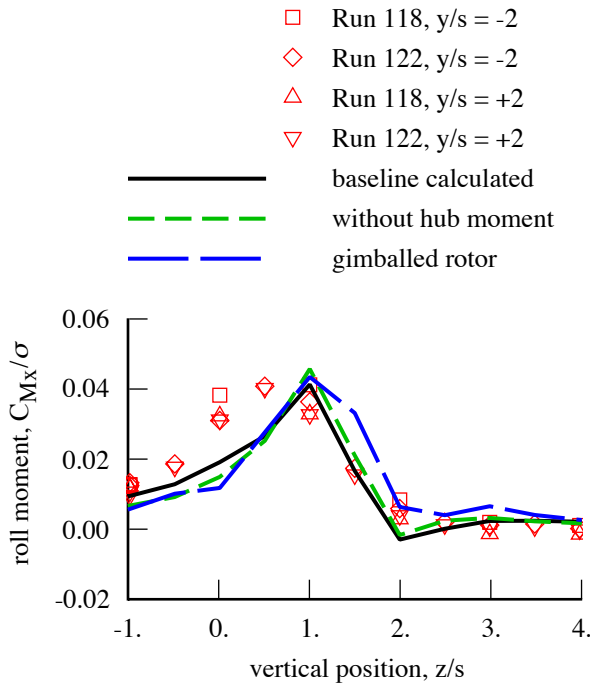 Run 118, y/s = -2
Run 122, y/s = -2
Run 118, y/s = +2
Run 122, y/s = +2
baseline calculated
without hub moment
gimballed rotor
roll moment, C_Mx/σ
0.06
0.04
0.02
0.00
-0.02
-1. 0. 1. 2. 3. 4.
vertical position, z/s